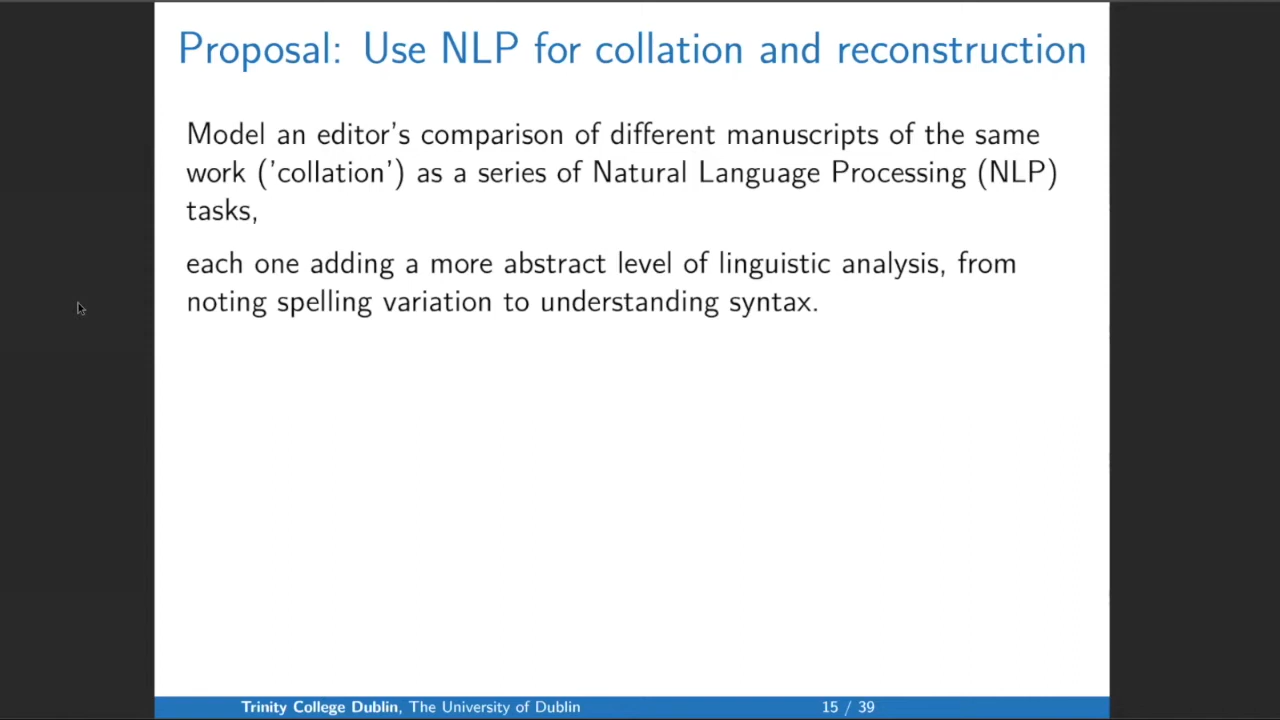 Proposal: Use NLP for collation and reconstruction
Model an editor's comparison of different manuscripts of the same
work ('collation') as a series of Natural Language Processing (NLP)
tasks,
each one adding a more abstract level of linguistic analysis, from
noting spelling variation to understanding syntax.
Trinity College Dublin, The University of Dublin 15 / 39